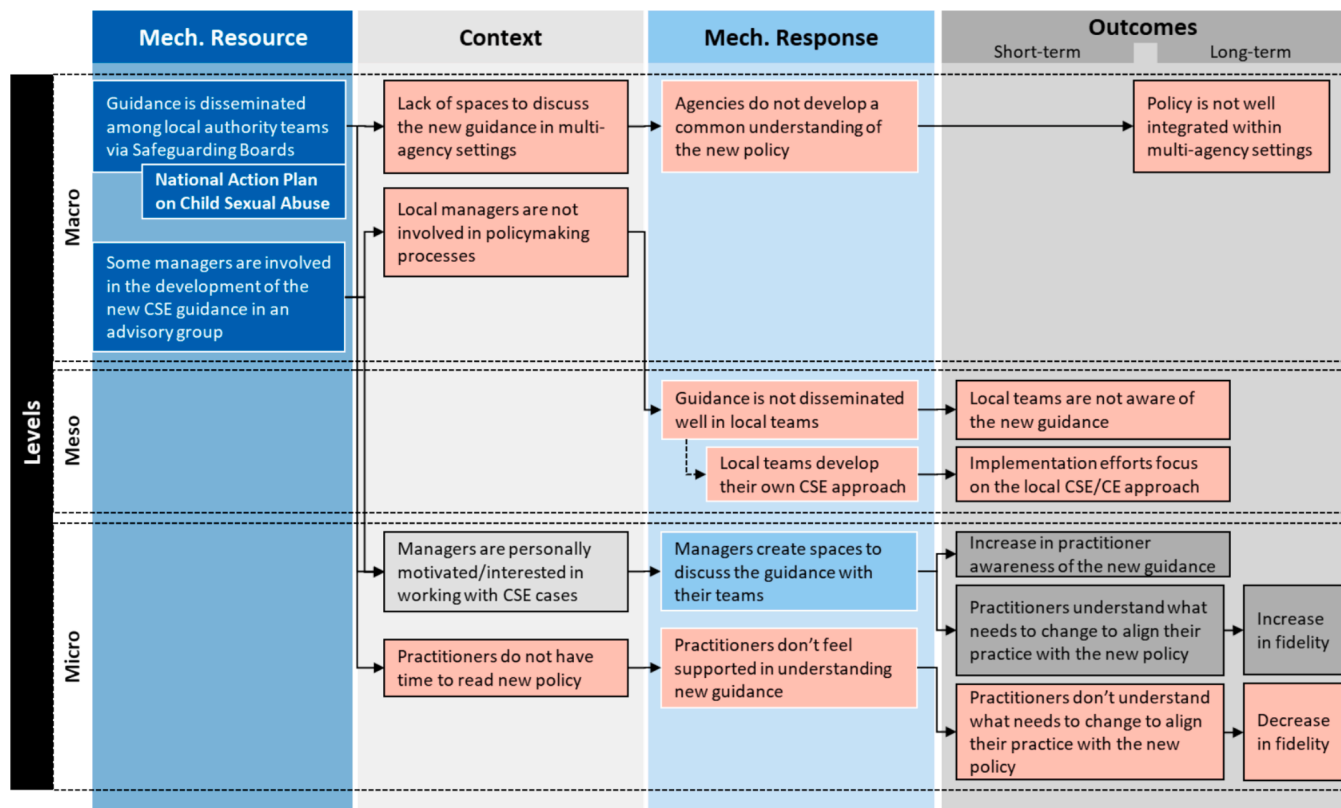 Mech. Resource
Context
Mech. Response
Outcomes
Short-term
Long-term
Levels
Macro
Guidance is disseminated
among local authority teams
via Safeguarding Boards
National Action Plan
on Child Sexual Abuse
Lack of spaces to discuss
the new guidance in multi-
agency settings
Agencies do not develop a
common understanding of
the new policy
Policy is not well
integrated within
multi-agency settings
Some managers are involved
in the development of the
new CSE guidance in an
advisory group
Local managers are not
involved in policymaking
processes
Meso
Guidance is not disseminated
well in local teams
Local teams are not aware of
the new guidance
Local teams develop
their own CSE approach
Implementation efforts focus
on the local CSE/CE approach
Micro
Managers are personally
motivated/interested in
working with CSE cases
Managers create spaces to
discuss the guidance with
their teams
Increase in practitioner
awareness of the new guidance
Practitioners understand what
needs to change to align their
practice with the new policy
Increase
in fidelity
Practitioners do not have
time to read new policy
Practitioners don't feel
supported in understanding
new guidance
Practitioners don't understand
what needs to change to align
their practice with the new
policy
Decrease
in fidelity